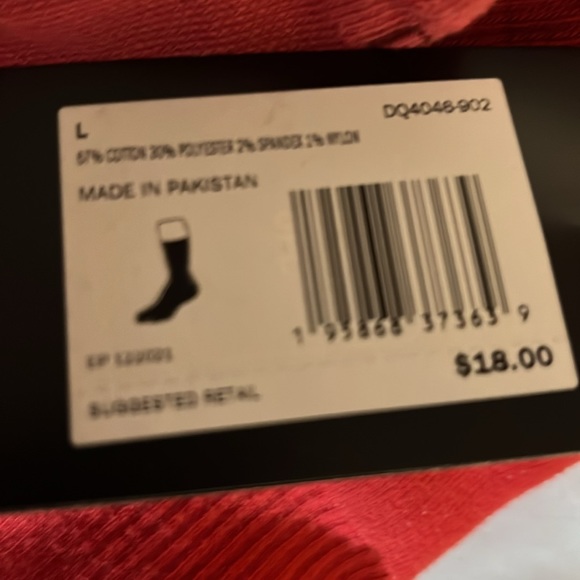 L
DQ4046-902
67% COTTON 30% POLYESTER 2% SPANDEX 1% NYLON
MADE IN PAKISTAN
1 95868 37363 9
$18.00
SUGGESTED RETAIL